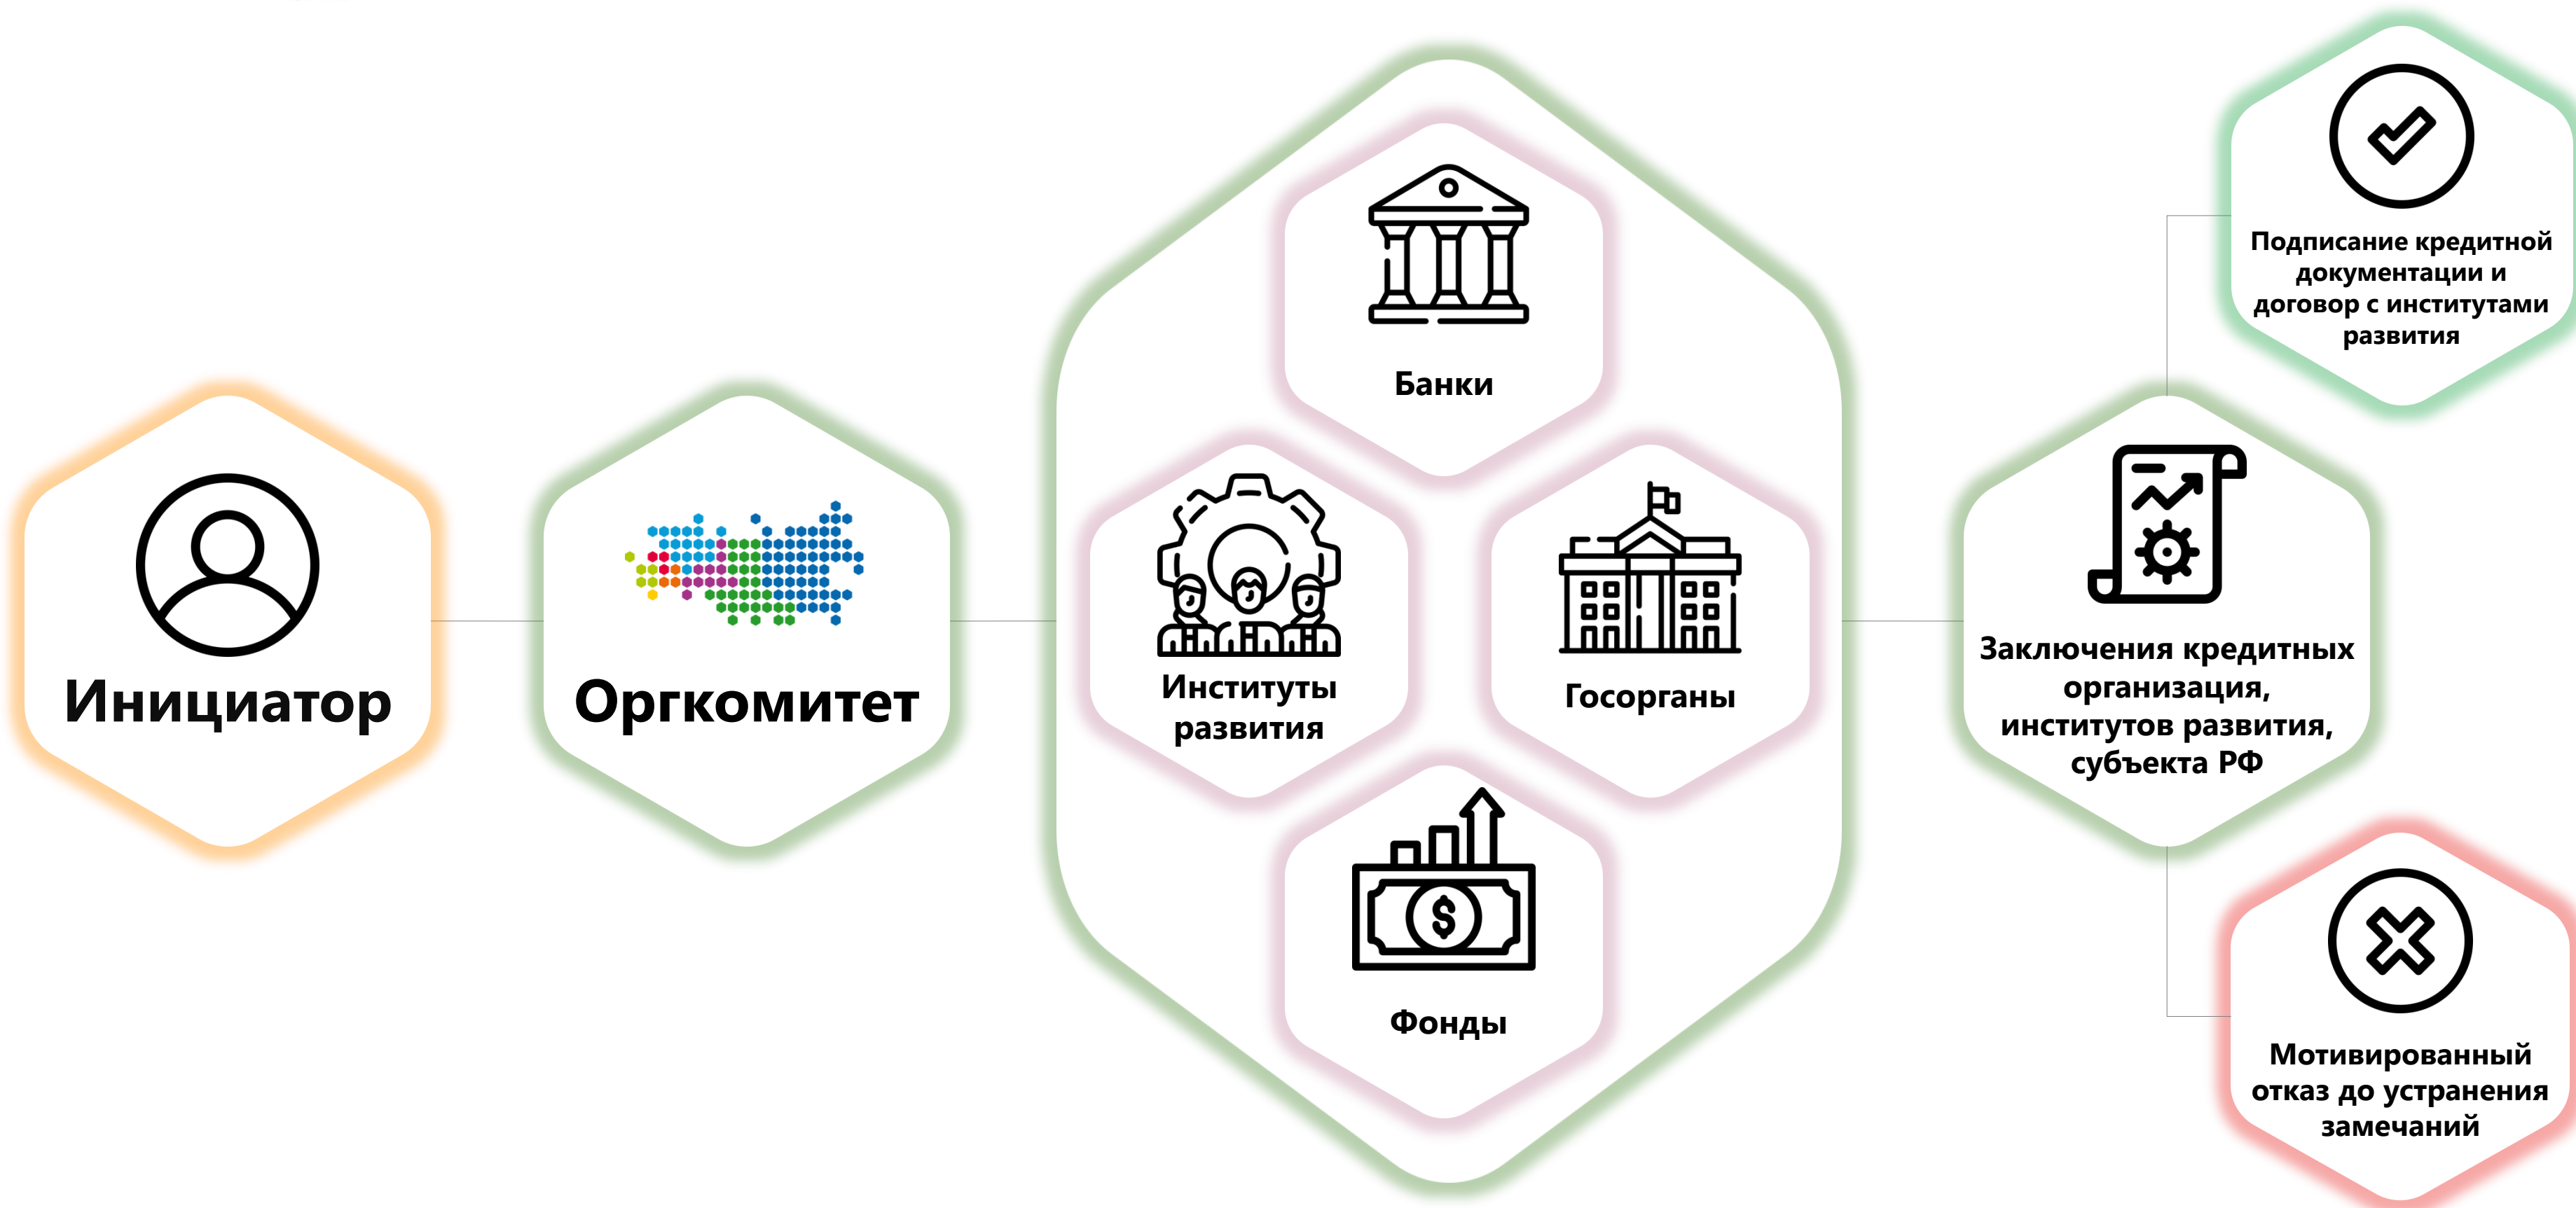 Инициатор
Оргкомитет
Банки
Институты
развития
Госорганы
Фонды
Заключения кредитных
организация,
институтов развития,
субъекта РФ
Подписание кредитной
документации и
договор с институтами
развития
Мотивированный
отказ до устранения
замечаний